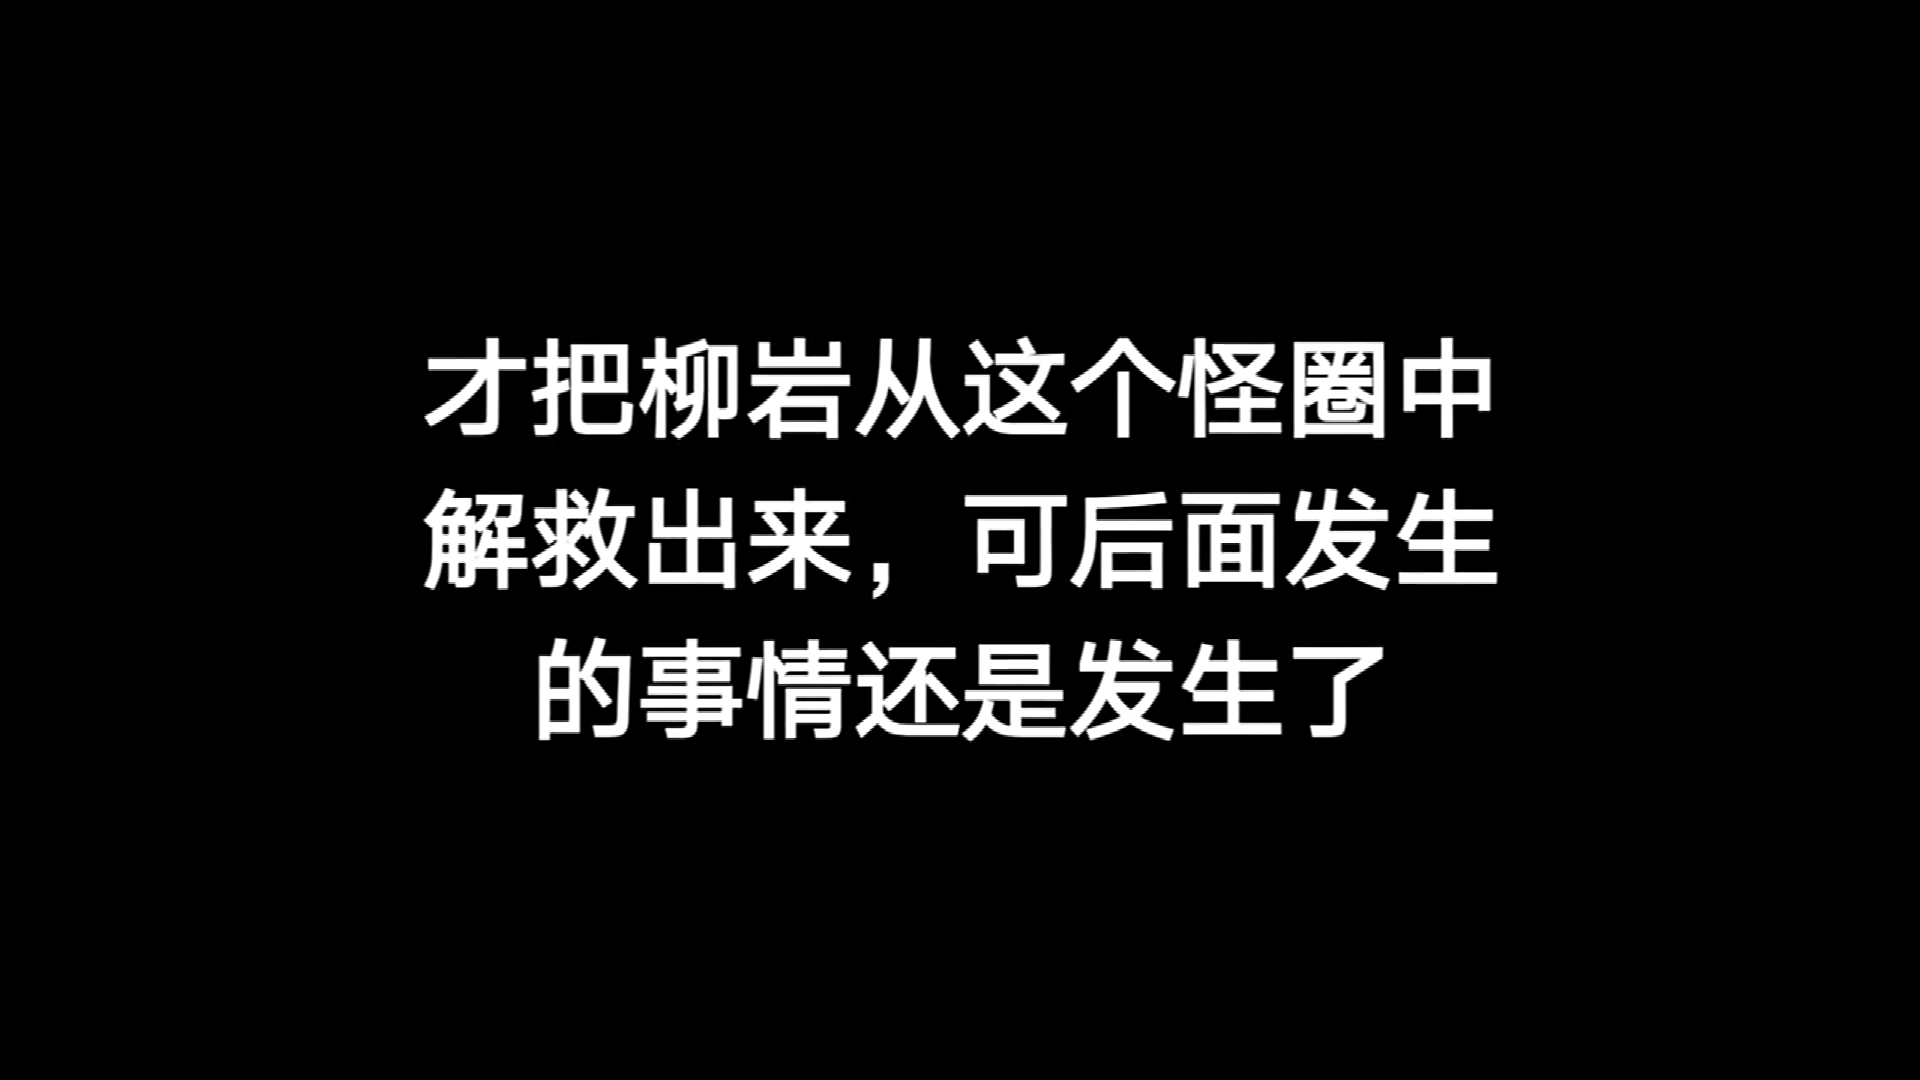 才把柳岩从这个怪圈中
解救出来，可后面发生
的事情还是发生了